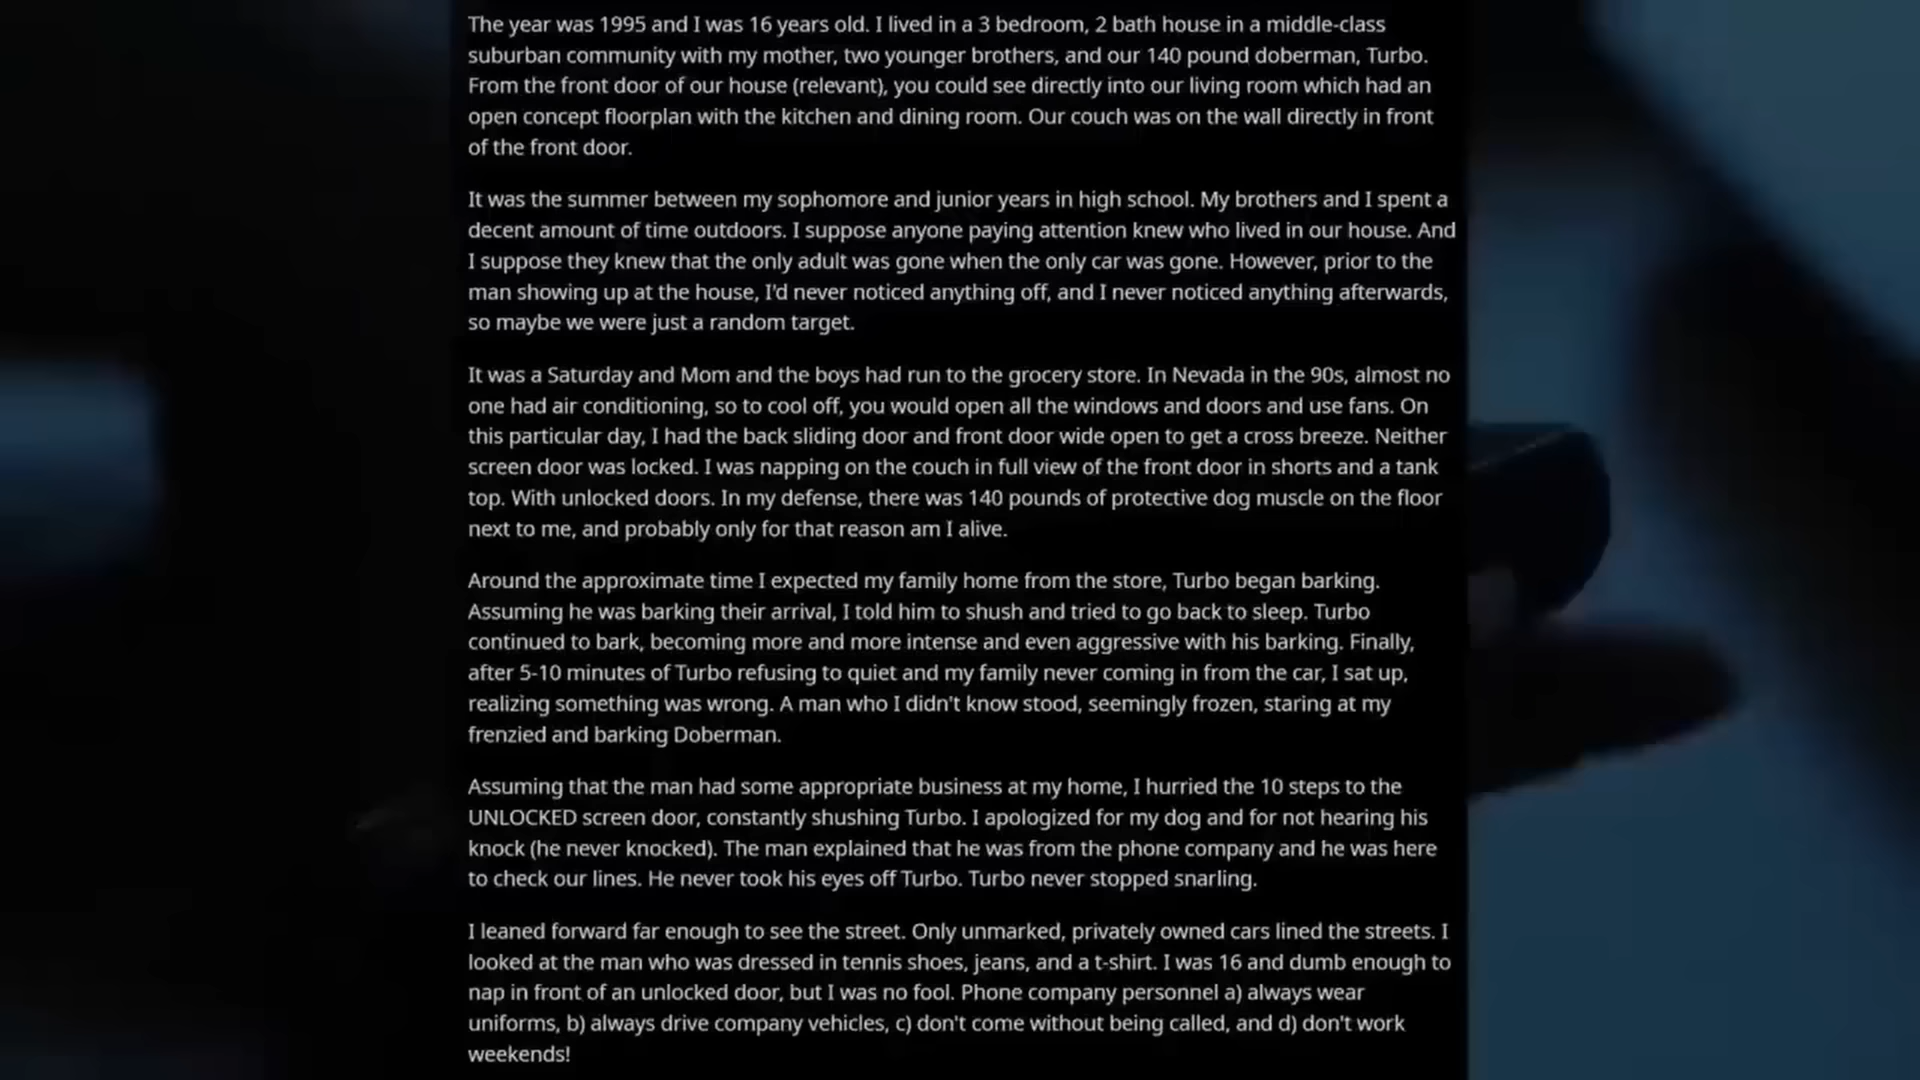 The year was 1995 and I was 16 years old. I lived in a 3 bedroom, 2 bath house in a middle-class
suburban community with my mother, two younger brothers, and our 140 pound doberman, Turbo.
From the front door of our house (relevant), you could see directly into our living room which had an
open concept floorplan with the kitchen and dining room. Our couch was on the wall directly in front
of the front door.
It was the summer between my sophomore and junior years in high school. My brothers and I spent a
decent amount of time outdoors. I suppose anyone paying attention knew who lived in our house. And
I suppose they knew that the only adult was gone when the only car was gone. However, prior to the
man showing up at the house, I'd never noticed anything off, and I never noticed anything afterwards,
so maybe we were just a random target.
It was a Saturday and Mom and the boys had run to the grocery store. In Nevada in the 90s, almost no
one had air conditioning, so to cool off, you would open all the windows and doors and use fans. On
this particular day, I had the back sliding door and front door wide open to get a cross breeze. Neither
screen door was locked. I was napping on the couch in full view of the front door in shorts and a tank
top. With unlocked doors. In my defense, there was 140 pounds of protective dog muscle on the floor
next to me, and probably only for that reason am I alive.
Around the approximate time I expected my family home from the store, Turbo began barking.
Assuming he was barking their arrival, I told him to shush and tried to go back to sleep. Turbo
continued to bark, becoming more and more intense and even aggressive with his barking. Finally,
after 5-10 minutes of Turbo refusing to quiet and my family never coming in from the car, I sat up,
realizing something was wrong. A man who I didn't know stood, seemingly frozen, staring at my
frenzied and barking Doberman.
Assuming that the man had some appropriate business at my home, I hurried the 10 steps to the
UNLOCKED screen door, constantly shushing Turbo. I apologized for my dog and for not hearing his
knock (he never knocked). The man explained that he was from the phone company and he was here
to check our lines. He never took his eyes off Turbo. Turbo never stopped snarling.
I leaned forward far enough to see the street. Only unmarked, privately owned cars lined the streets. I
looked at the man who was dressed in tennis shoes, jeans, and a t-shirt. I was 16 and dumb enough to
nap in front of an unlocked door, but I was no fool. Phone company personnel a) always wear
uniforms, b) always drive company vehicles, c) don't come without being called, and d) don't work
weekends!